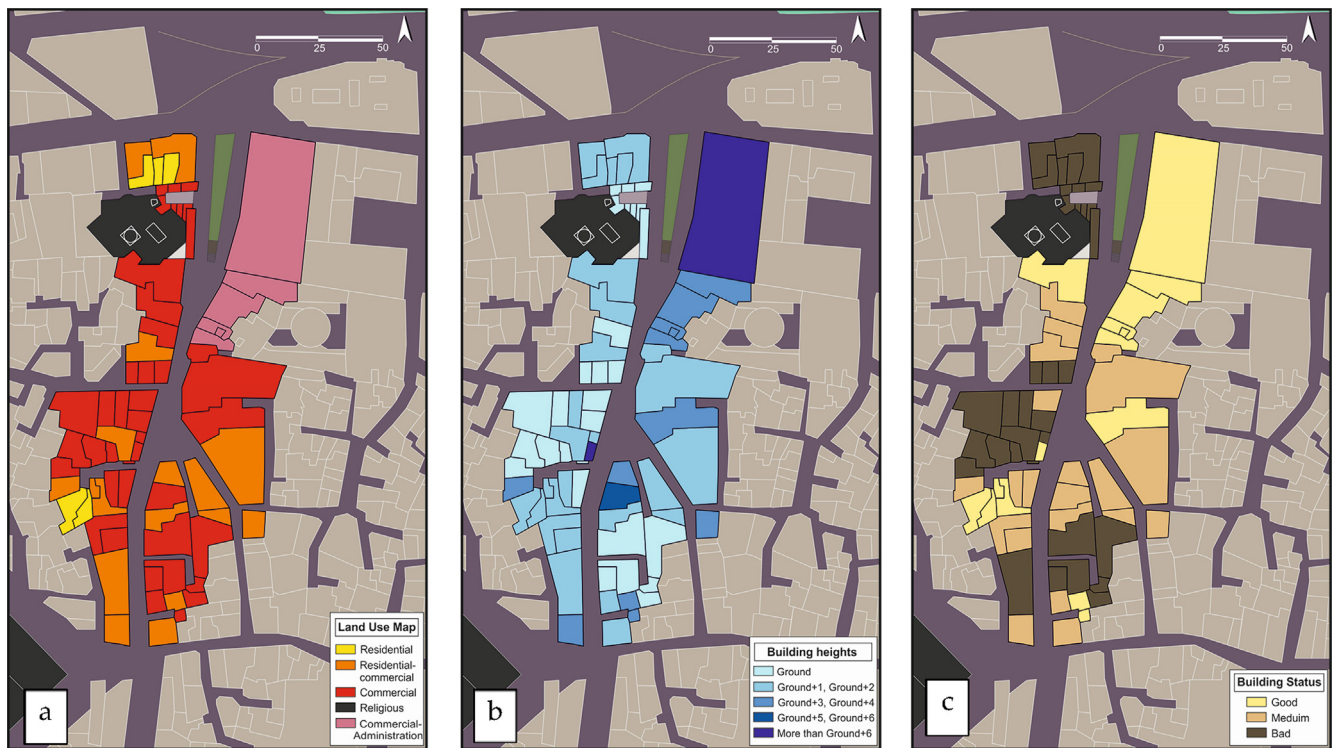 0 25 50
Land Use Map
Residential
Residential-
commercial
Commercial
Religious
Commercial-
Administration
a
0 25 50
Building heights
Ground
Ground+1, Ground+2
Ground+3, Ground+4
Ground+5, Ground+6
More than Ground+6
b
0 25 50
Building Status
Good
Meduim
Bad
c